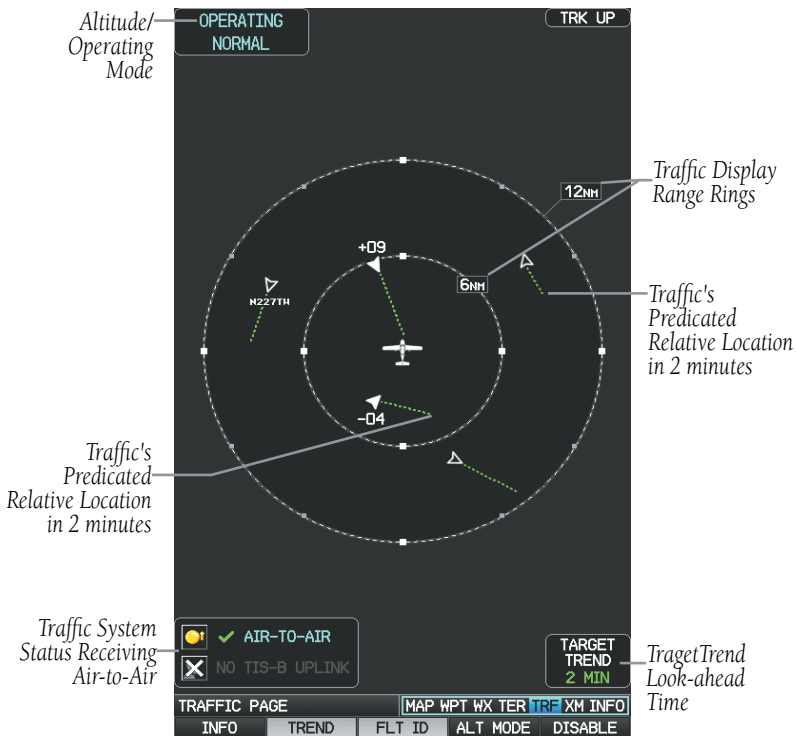 Altitude/
Operating
Mode
OPERATING
NORMAL
TRK UP
Traffic Display
Range Rings
12NM
+09
6NM
N227TW
Traffic's
Predicated
Relative Location
in 2 minutes
-04
Traffic's
Predicated
Relative Location
in 2 minutes
Traffic System
Status Receiving
Air-to-Air
AIR-TO-AIR
NO TIS-B UPLINK
TARGET
TREND
2 MIN
TragetTrend
Look-ahead
Time
TRAFFIC PAGE
MAP WPT WX TER TRF XM INFO
INFO TREND FLT ID ALT MODE DISABLE